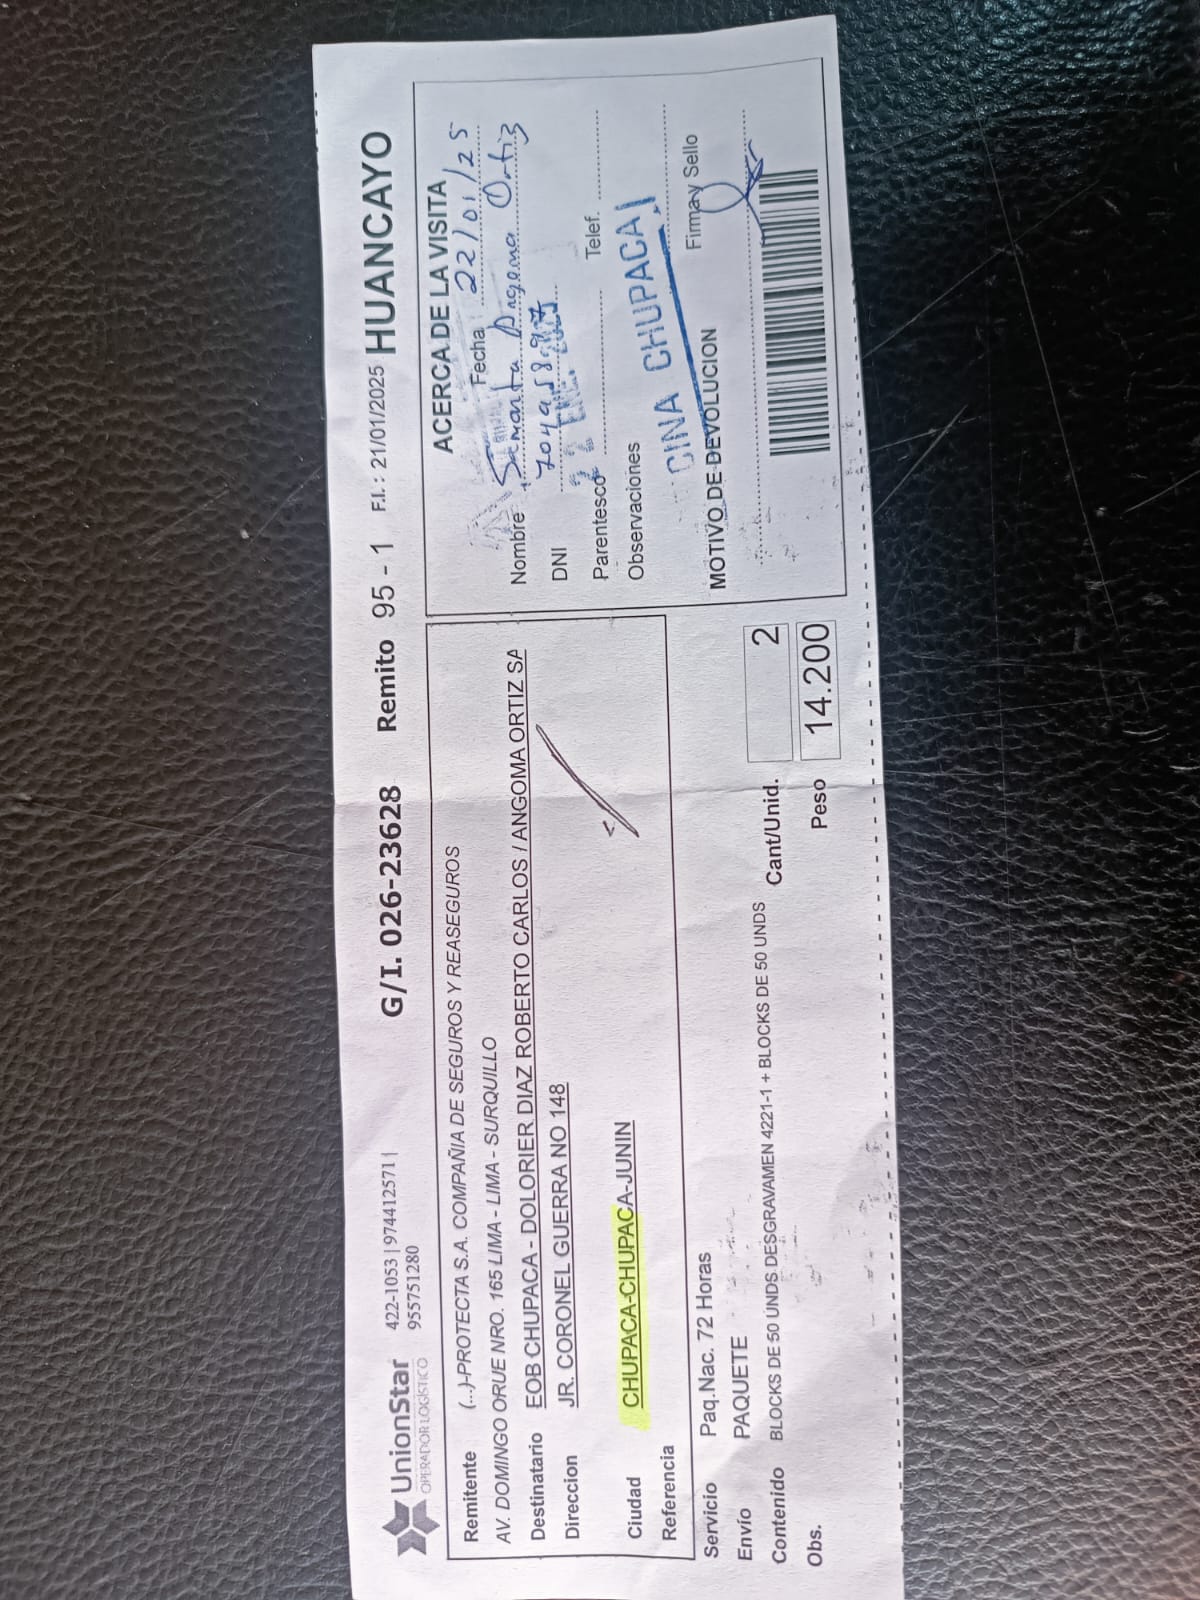 UnionStar
OPERADOR LOGÍSTICO
422-1053 | 974412571 |
955751280
G/I. 026-23628
Remito 95 - 1
F.I. : 21/01/2025 HUANCAYO
Remitente (...)-PROTECTA S.A. COMPAÑIA DE SEGUROS Y REASEGUROS
AV. DOMINGO ORUE NRO. 165 LIMA - LIMA - SURQUILLO
Destinatario EOB CHUPACA - DOLORIER DIAZ ROBERTO CARLOS / ANGOMA ORTIZ SA
Direccion JR. CORONEL GUERRA NO 148
Ciudad CHUPACA-CHUPACA-JUNIN
Referencia
Servicio Paq.Nac. 72 Horas
Envío PAQUETE
Contenido BLOCKS DE 50 UNDS DESGRAVAMEN 4221-1 + BLOCKS DE 50 UNDS
Obs.
Cant/Unid. 2
Peso 14.200
ACERCA DE LA VISITA
Fecha 22/01/25
Nombre Samanta Angoma Ortiz
DNI
Parentesco Telef.
Observaciones
CINA CHUPACA
Firma y Sello
MOTIVO DE DEVOLUCION